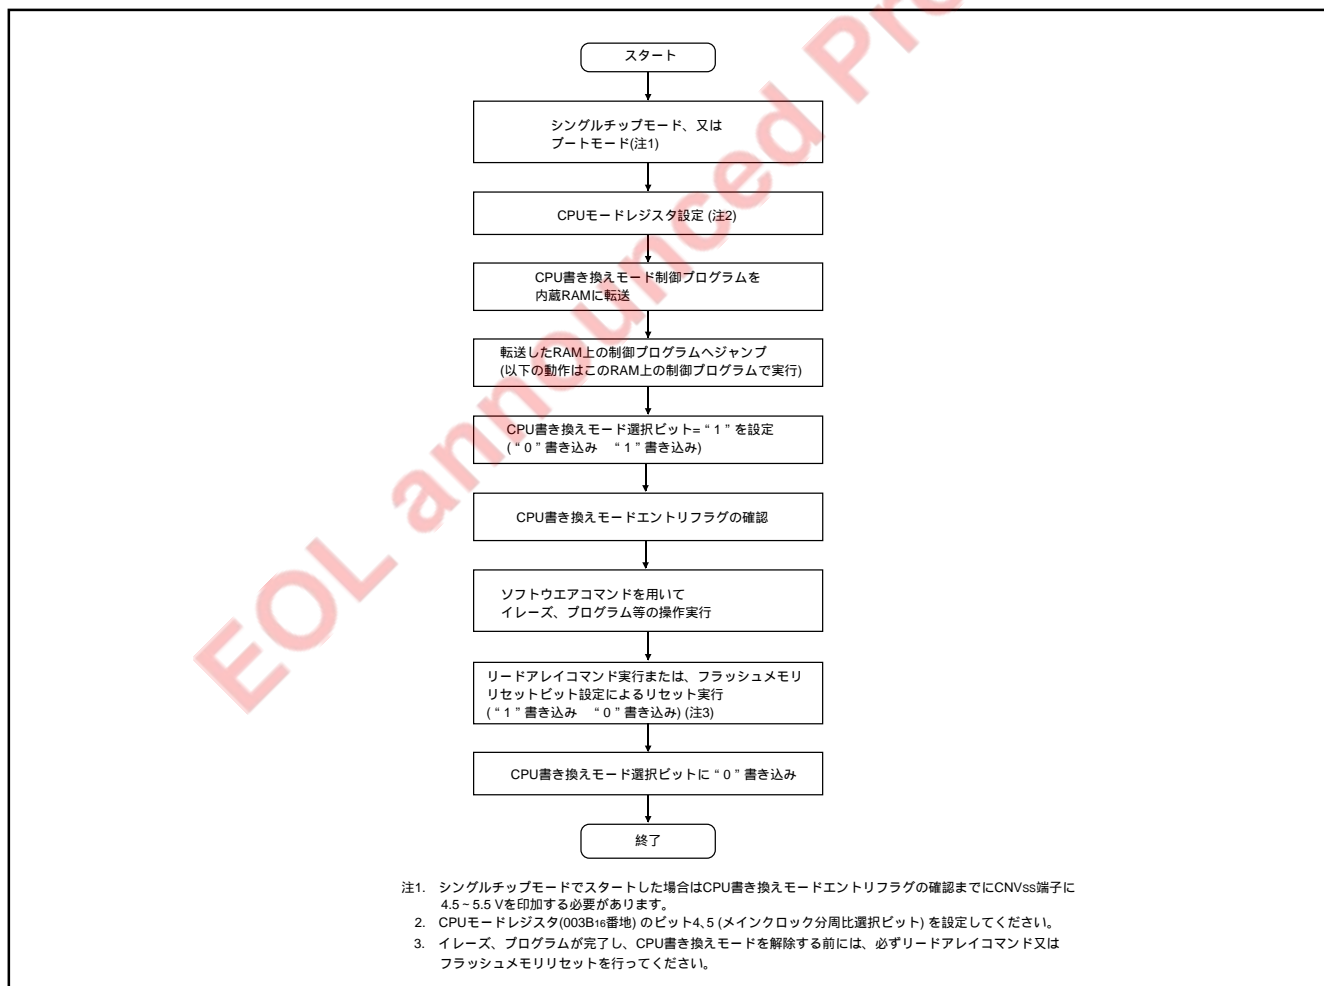 スタート
シングルチップモード、又は
ブートモード(注1)
CPUモードレジスタ設定 (注2)
CPU書き換えモード制御プログラムを
内蔵RAMに転送
転送したRAM上の制御プログラムへジャンプ
(以下の動作はこのRAM上の制御プログラムで実行)
CPU書き換えモード選択ビット= “ 1 ” を設定
( “ 0 ” 書き込み “ 1 ” 書き込み)
CPU書き換えモードエントリフラグの確認
ソフトウエアコマンドを用いて
イレーズ、プログラム等の操作実行
リードアレイコマンド実行または、フラッシュメモリ
リセットビット設定によるリセット実行
( “ 1 ” 書き込み “ 0 ” 書き込み) (注3)
CPU書き換えモード選択ビットに “ 0 ” 書き込み
終了
注1. シングルチップモードでスタートした場合はCPU書き換えモードエントリフラグの確認までにCNVss端子に
4.5 ~ 5.5 Vを印加する必要があります。
2. CPUモードレジスタ(003B16番地) のビット4, 5 (メインクロック分周比選択ビット) を設定してください。
3. イレーズ、プログラムが完了し、CPU書き換えモードを解除する前には、必ずリードアレイコマンド又は
フラッシュメモリリセットを行ってください。
EOL announced Pro